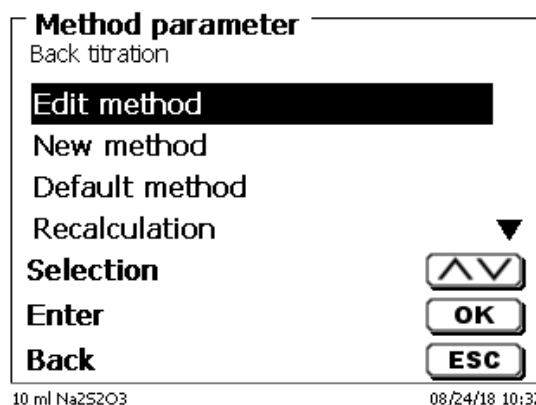 Method parameter
Back titration
Edit method
New method
Default method
Recalculation
Selection
Enter OK
Back ESC
10 ml Na2S2O3 08/24/18 10:32